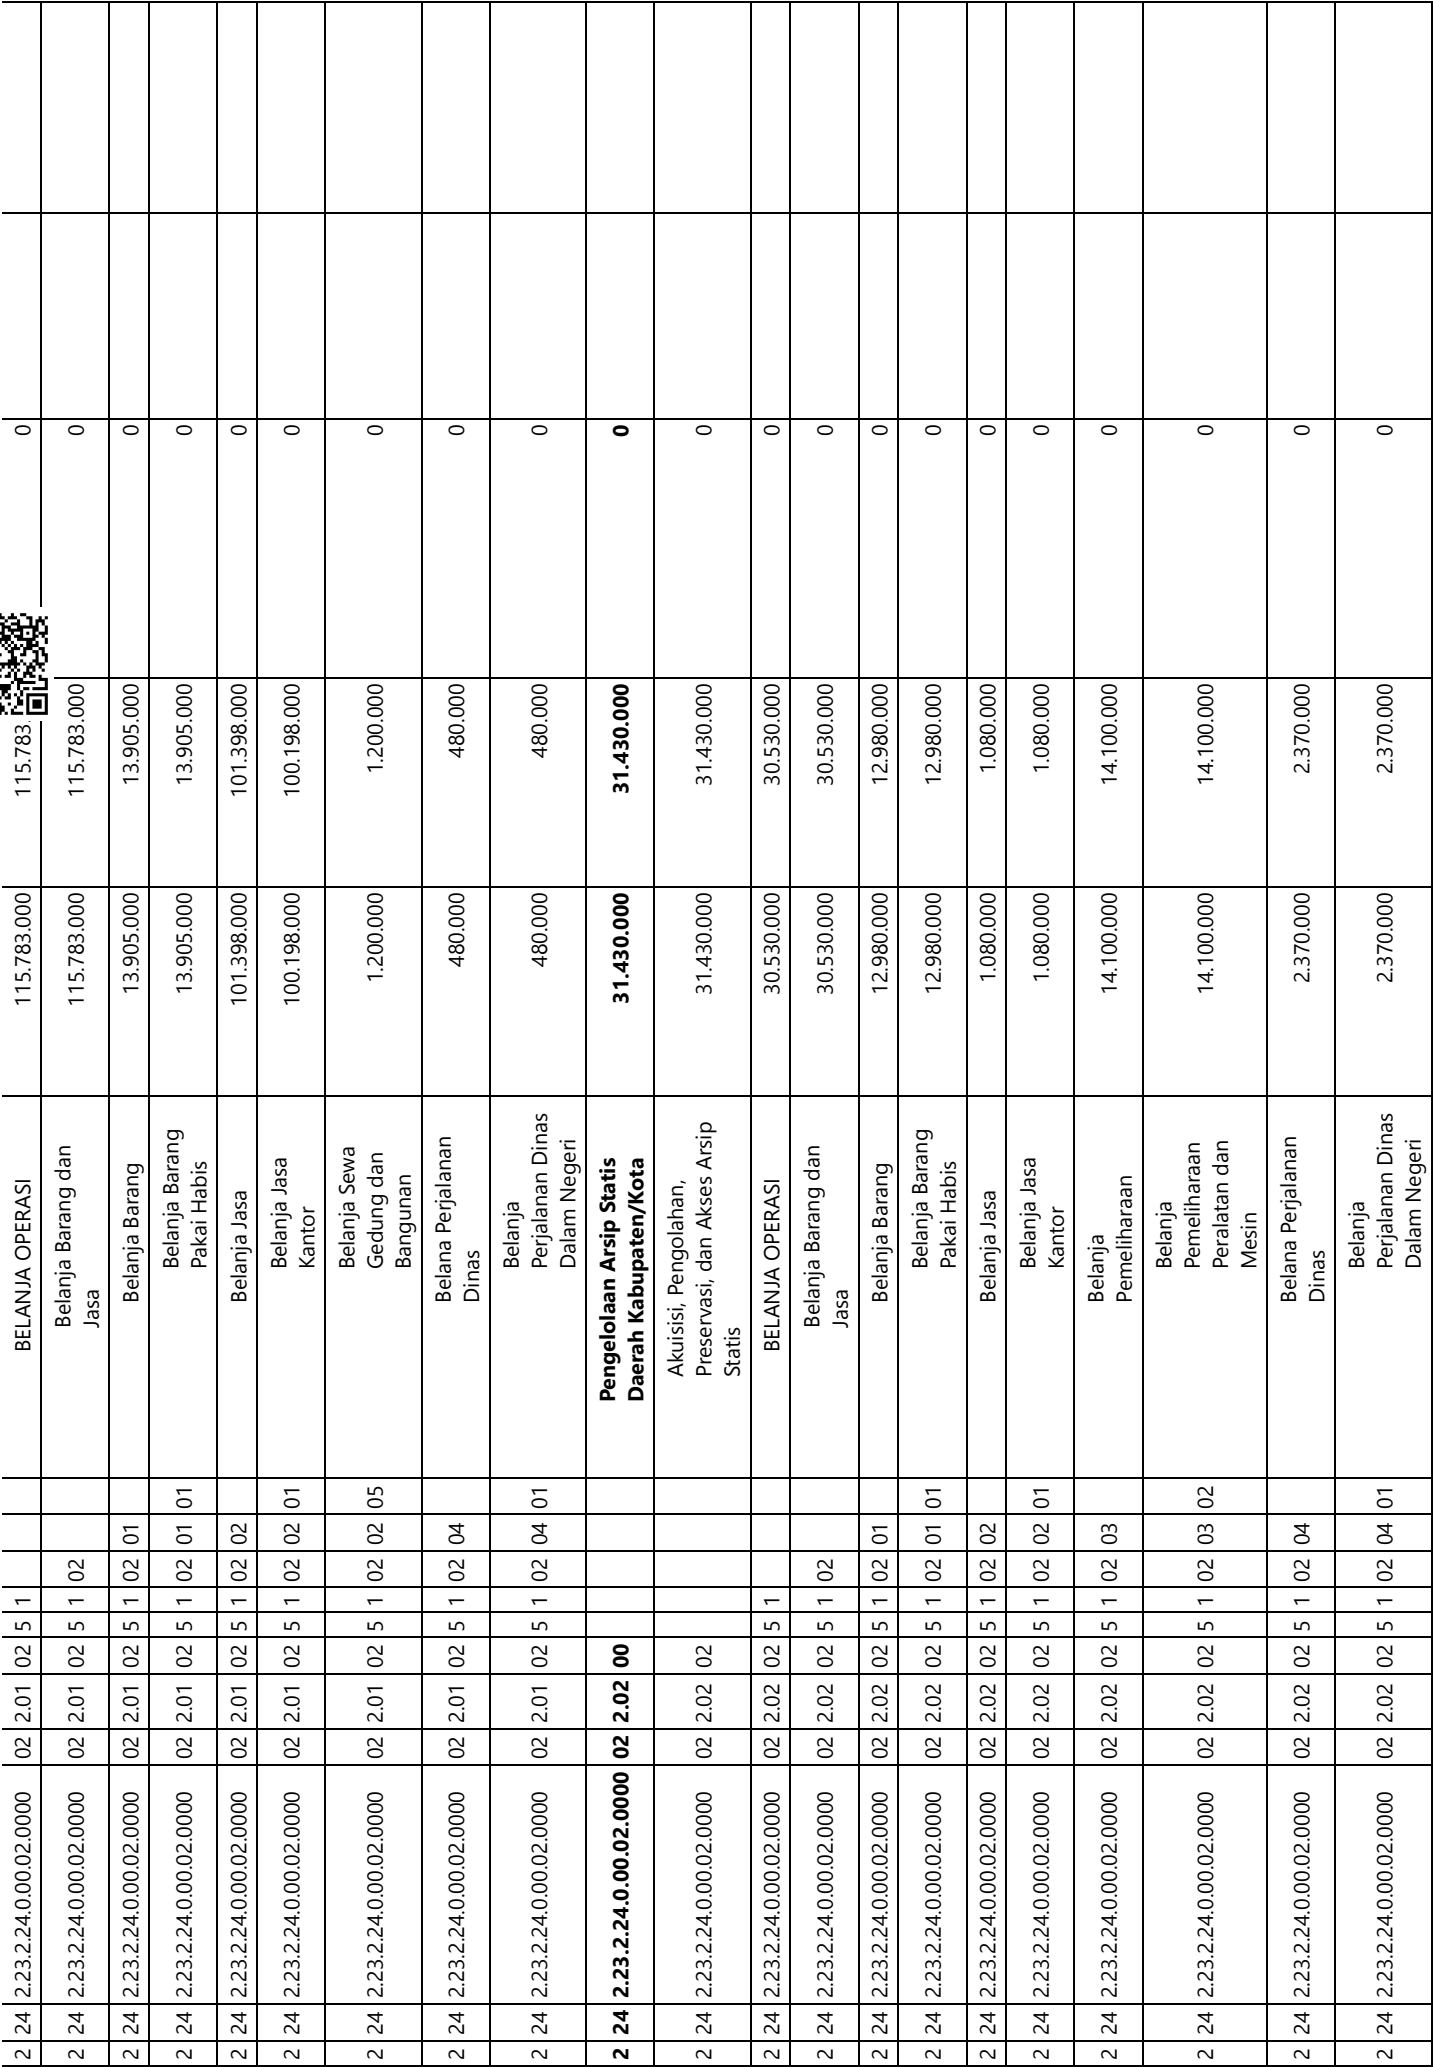 2 24 2.23.2.24.0.00.02.0000 02 2.01 02 5 1 BELANJA OPERASI 115.783.000 115.783. 0
2 24 2.23.2.24.0.00.02.0000 02 2.01 02 5 1 02 Belanja Barang dan 115.783.000 115.783.000 0
Jasa
2 24 2.23.2.24.0.00.02.0000 02 2.01 02 5 1 02 01 Belanja Barang 13.905.000 13.905.000 0
2 24 2.23.2.24.0.00.02.0000 02 2.01 02 5 1 02 01 01 Belanja Barang 13.905.000 13.905.000 0
Pakai Habis
2 24 2.23.2.24.0.00.02.0000 02 2.01 02 5 1 02 02 Belanja Jasa 101.398.000 101.398.000 0
2 24 2.23.2.24.0.00.02.0000 02 2.01 02 5 1 02 02 01 Belanja Jasa 100.198.000 100.198.000 0
Kantor
2 24 2.23.2.24.0.00.02.0000 02 2.01 02 5 1 02 02 05 Belanja Sewa 1.200.000 1.200.000 0
Gedung dan
Bangunan
2 24 2.23.2.24.0.00.02.0000 02 2.01 02 5 1 02 04 Belana Perjalanan 480.000 480.000 0
Dinas
2 24 2.23.2.24.0.00.02.0000 02 2.01 02 5 1 02 04 01 Belanja 480.000 480.000 0
Perjalanan Dinas
Dalam Negeri
2 24 2.23.2.24.0.00.02.0000 02 2.02 00 Pengelolaan Arsip Statis 31.430.000 31.430.000 0
Daerah Kabupaten/Kota
2 24 2.23.2.24.0.00.02.0000 02 2.02 02 Akuisisi, Pengolahan, 31.430.000 31.430.000 0
Preservasi, dan Akses Arsip
Statis
2 24 2.23.2.24.0.00.02.0000 02 2.02 02 5 1 BELANJA OPERASI 30.530.000 30.530.000 0
2 24 2.23.2.24.0.00.02.0000 02 2.02 02 5 1 02 Belanja Barang dan 30.530.000 30.530.000 0
Jasa
2 24 2.23.2.24.0.00.02.0000 02 2.02 02 5 1 02 01 Belanja Barang 12.980.000 12.980.000 0
2 24 2.23.2.24.0.00.02.0000 02 2.02 02 5 1 02 01 01 Belanja Barang 12.980.000 12.980.000 0
Pakai Habis
2 24 2.23.2.24.0.00.02.0000 02 2.02 02 5 1 02 02 Belanja Jasa 1.080.000 1.080.000 0
2 24 2.23.2.24.0.00.02.0000 02 2.02 02 5 1 02 02 01 Belanja Jasa 1.080.000 1.080.000 0
Kantor
2 24 2.23.2.24.0.00.02.0000 02 2.02 02 5 1 02 03 Belanja 14.100.000 14.100.000 0
Pemeliharaan
2 24 2.23.2.24.0.00.02.0000 02 2.02 02 5 1 02 03 02 Belanja 14.100.000 14.100.000 0
Pemeliharaan
Peralatan dan
Mesin
2 24 2.23.2.24.0.00.02.0000 02 2.02 02 5 1 02 04 Belana Perjalanan 2.370.000 2.370.000 0
Dinas
2 24 2.23.2.24.0.00.02.0000 02 2.02 02 5 1 02 04 01 Belanja 2.370.000 2.370.000 0
Perjalanan Dinas
Dalam Negeri